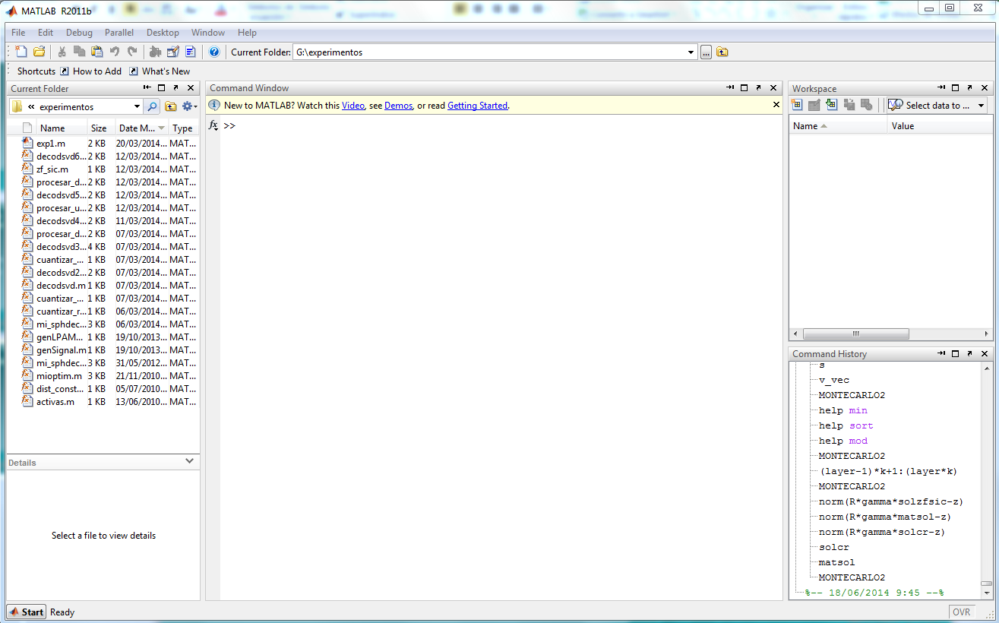 MATLAB R2011b
File Edit Debug Parallel Desktop Window Help
Current Folder: G:\experimentos
Shortcuts How to Add What's New
Current Folder
« experimentos
Name Size Date M... Type
exp1.m 2 KB 20/03/2014... MAT...
decodsvd6... 2 KB 12/03/2014... MAT...
zf_sic.m 1 KB 12/03/2014... MAT...
procesar_d... 2 KB 12/03/2014... MAT...
decodsvd5... 2 KB 12/03/2014... MAT...
procesar_u... 2 KB 12/03/2014... MAT...
decodsvd4... 2 KB 11/03/2014... MAT...
procesar_d... 2 KB 07/03/2014... MAT...
decodsvd3... 4 KB 07/03/2014... MAT...
cuantizar_... 1 KB 07/03/2014... MAT...
decodsvd2... 2 KB 07/03/2014... MAT...
decodsvd.m 1 KB 07/03/2014... MAT...
cuantizar_... 1 KB 07/03/2014... MAT...
cuantizar_r... 1 KB 06/03/2014... MAT...
mi_sphdec... 3 KB 06/03/2014... MAT...
genLPAM... 1 KB 19/10/2013... MAT...
genSignal.m 1 KB 19/10/2013... MAT...
mi_sphdec... 3 KB 31/05/2012... MAT...
mioptim.m 3 KB 21/11/2010... MAT...
dist_const... 1 KB 05/07/2010... MAT...
activas.m 1 KB 13/06/2010... MAT...
Details
Select a file to view details
Command Window
New to MATLAB? Watch this Video, see Demos, or read Getting Started.
fx >>
Workspace
Select data to ...
Name Value
Command History
s
v_vec
MONTECARLO2
help min
help sort
help mod
MONTECARLO2
(layer-1)*k+1:(layer*k)
MONTECARLO2
norm(R*gamma*solzfsic-z)
norm(R*gamma*matsol-z)
norm(R*gamma*solcr-z)
solcr
matsol
MONTECARLO2
%-- 18/06/2014 9:45 --%
Start Ready
OVR